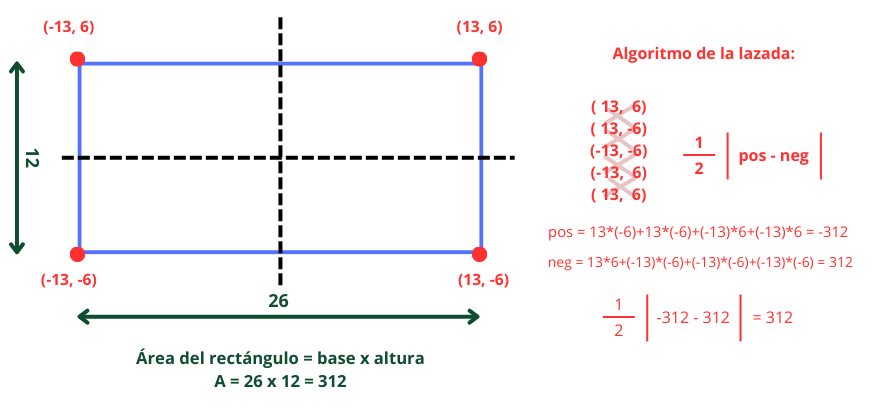 (-13, 6)
(13, 6)
12
(-13, -6)
(13, -6)
26
Área del rectángulo = base x altura
A = 26 x 12 = 312
Algoritmo de la lazada:
( 13, 6)
( 13, -6)
(-13, -6)
(-13, 6)
( 13, 6)
1
2
| pos - neg |
pos = 13*(-6)+13*(-6)+(-13)*6+(-13)*6 = -312
neg = 13*6+(-13)*(-6)+(-13)*(-6)+(-13)*(-6) = 312
1
2
| -312 - 312 | = 312